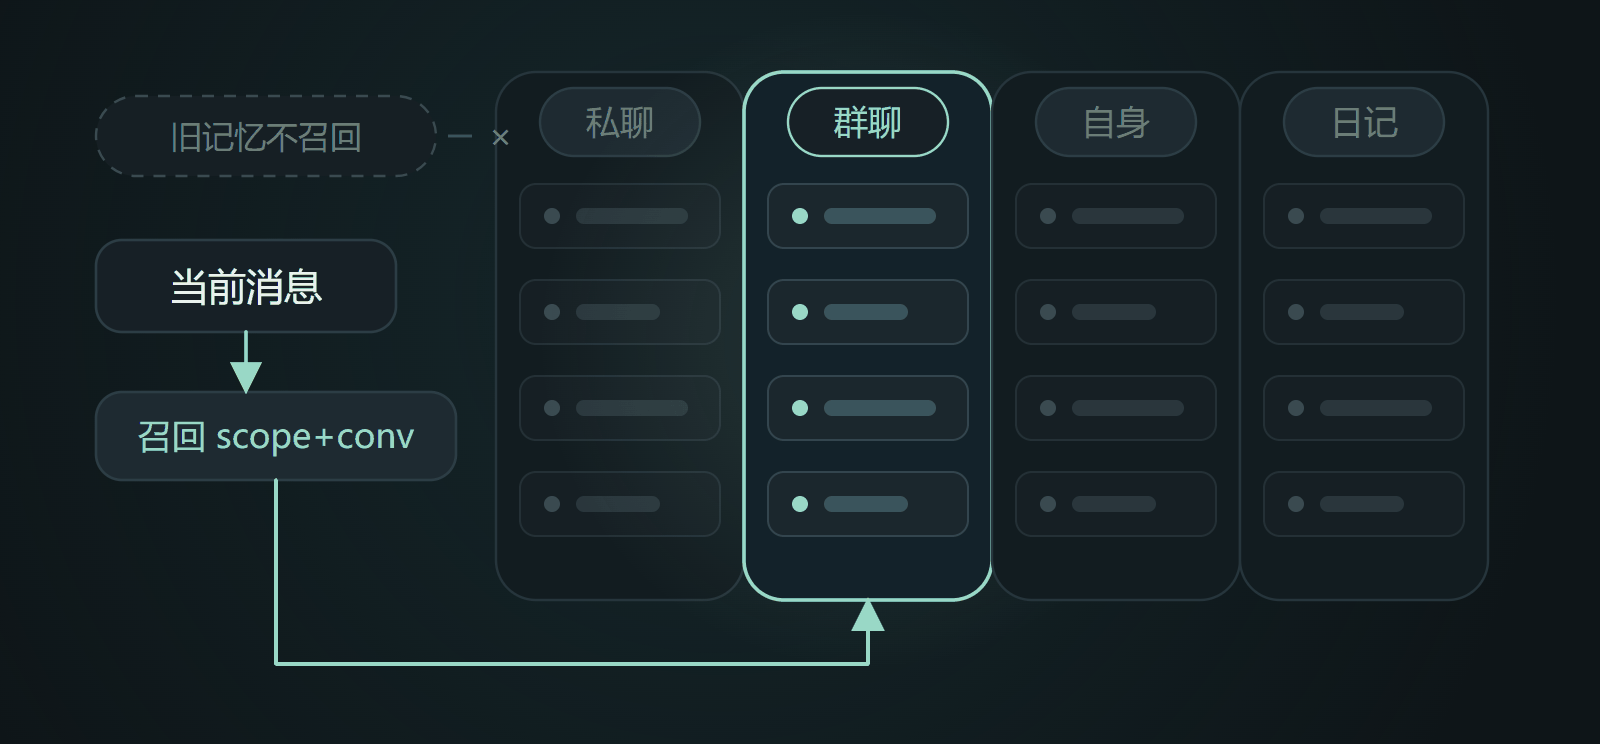 旧记忆不召回
×
私聊
群聊
自身
日记
当前消息
召回 scope+conv